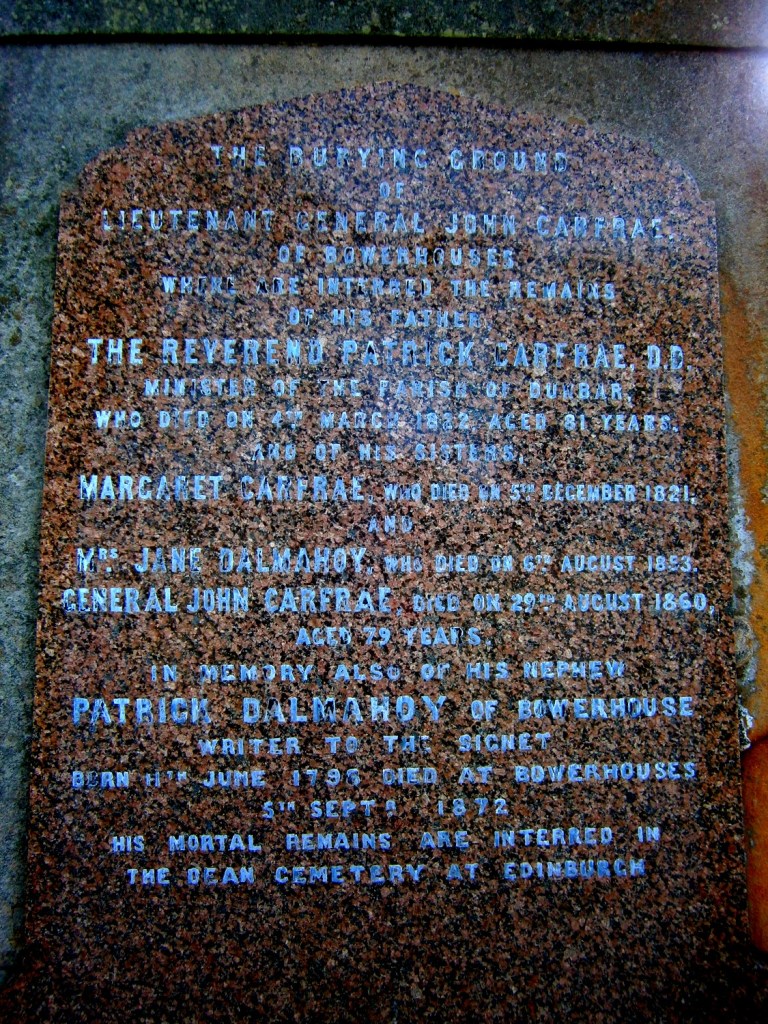 THE BURYING GROUND
OF
LIEUTENANT GENERAL JOHN CARFRAE,
OF BOWERHOUSES
WHERE ARE INTERRED THE REMAINS
OF HIS FATHER,
THE REVEREND PATRICK CARFRAE, D.D.
MINISTER OF THE PARISH OF DUNBAR,
WHO DIED ON 4TH MARCH 1822 AGED 81 YEARS.
AND OF HIS SISTERS,
MARGARET CARFRAE, WHO DIED ON 5TH DECEMBER 1821,
AND
MRS JANE DALMAHOY, WHO DIED ON 6TH AUGUST
GENERAL JOHN CARFRAE, DIED ON 29TH AUGUST 1860,
AGED 79 YEARS.
IN MEMORY ALSO OF HIS NEPHEW
PATRICK DALMAHOY OF BOWERHOUSE
WRITER TO THE SIGNET
BORN 11TH JUNE 1796 DIED AT BOWERHOUSES
5TH SEPTR 1872
HIS MORTAL REMAINS ARE INTERRED IN
THE DEAN CEMETERY AT EDINBURGH